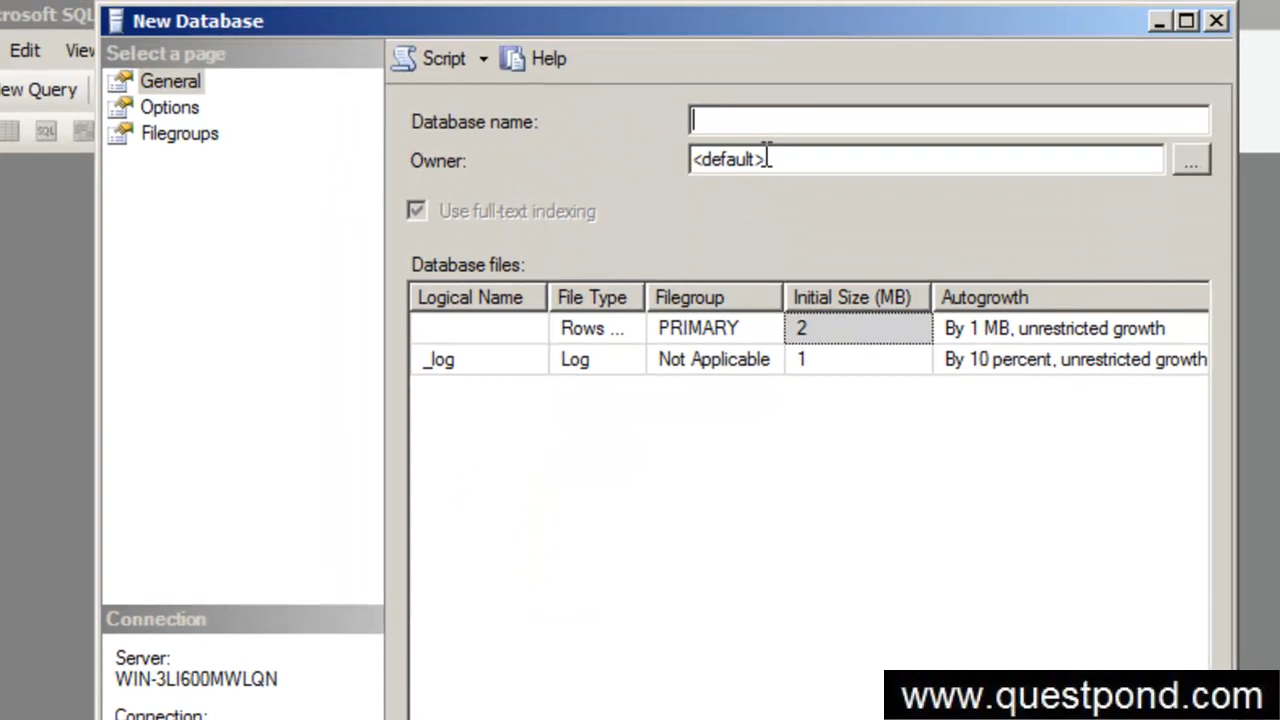 rosoft SQL
New Database
Edit
View
ew Query
SQL
Select a page
General
Options
Filegroups
Script
Help
Database name:
Owner:
<default>
...
Use full-text indexing
Database files:
Logical Name
File Type
Filegroup
Initial Size (MB)
Autogrowth
Rows ...
PRIMARY
2
By 1 MB, unrestricted growth
_log
Log
Not Applicable
1
By 10 percent, unrestricted growth
Connection
Server:
WIN-3LI600MWLQN
Connection:
www.questpond.com